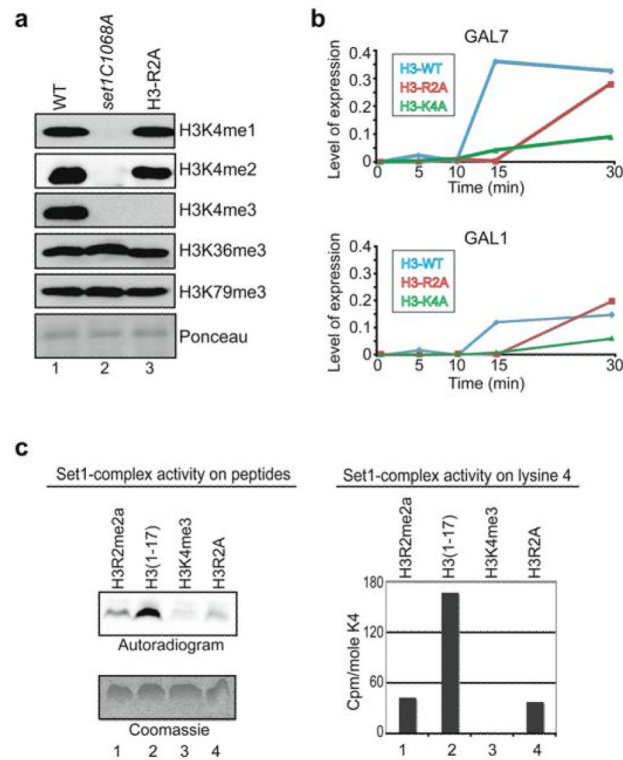 a
WT
set1C1068A
H3-R2A
H3K4me1
H3K4me2
H3K4me3
H3K36me3
H3K79me3
Ponceau
1 2 3
b
GAL7
H3-WT
H3-R2A
H3-K4A
Level of expression
0.4
0.3
0.2
0.1
0
0 5 10 15 30
Time (min)
GAL1
H3-WT
H3-R2A
H3-K4A
Level of expression
0.4
0.3
0.2
0.1
0
0 5 10 15 30
Time (min)
c
Set1-complex activity on peptides
H3R2me2a
H3(1-17)
H3K4me3
H3R2A
Autoradiogram
Coomassie
1 2 3 4
Set1-complex activity on lysine 4
H3R2me2a
H3(1-17)
H3K4me3
H3R2A
Cpm/mole K4
180
120
60
0
1 2 3 4